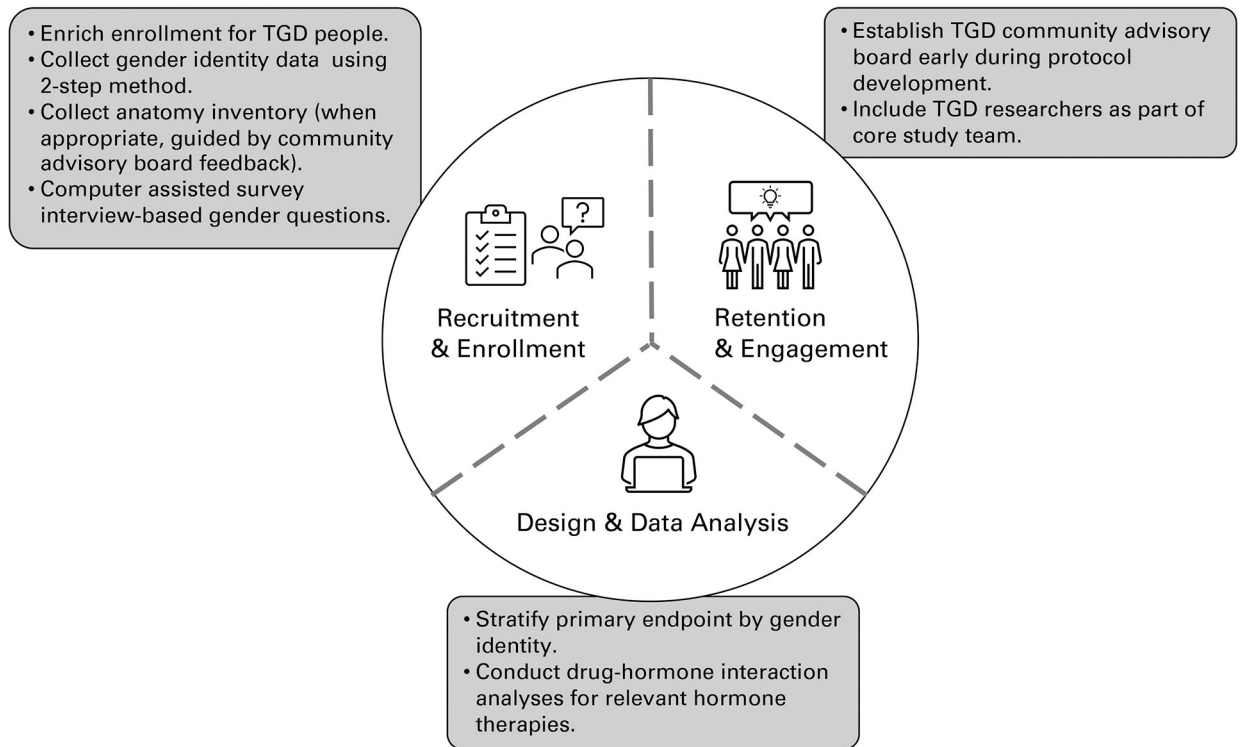 • Enrich enrollment for TGD people.
• Collect gender identity data using
2-step method.
• Collect anatomy inventory (when
appropriate, guided by community
advisory board feedback).
• Computer assisted survey
interview-based gender questions.
• Establish TGD community advisory
board early during protocol
development.
• Include TGD researchers as part of
core study team.
?
Recruitment
& Enrollment
Retention
& Engagement
Design & Data Analysis
• Stratify primary endpoint by gender
identity.
• Conduct drug-hormone interaction
analyses for relevant hormone
therapies.